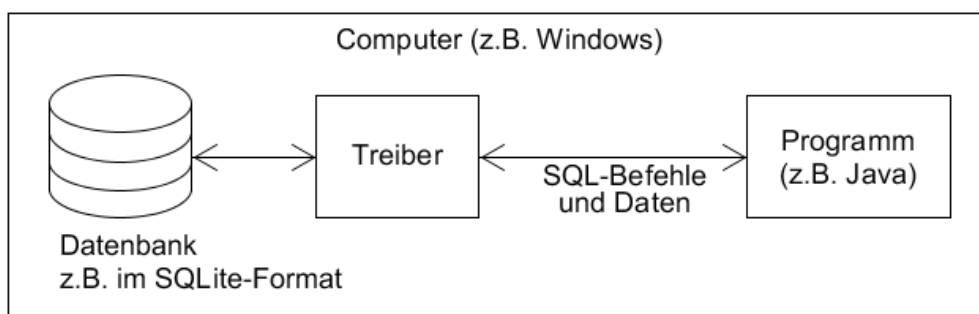 Computer (z.B. Windows)
Treiber
SQL-Befehle
und Daten
Programm
(z.B. Java)
Datenbank
z.B. im SQLite-Format